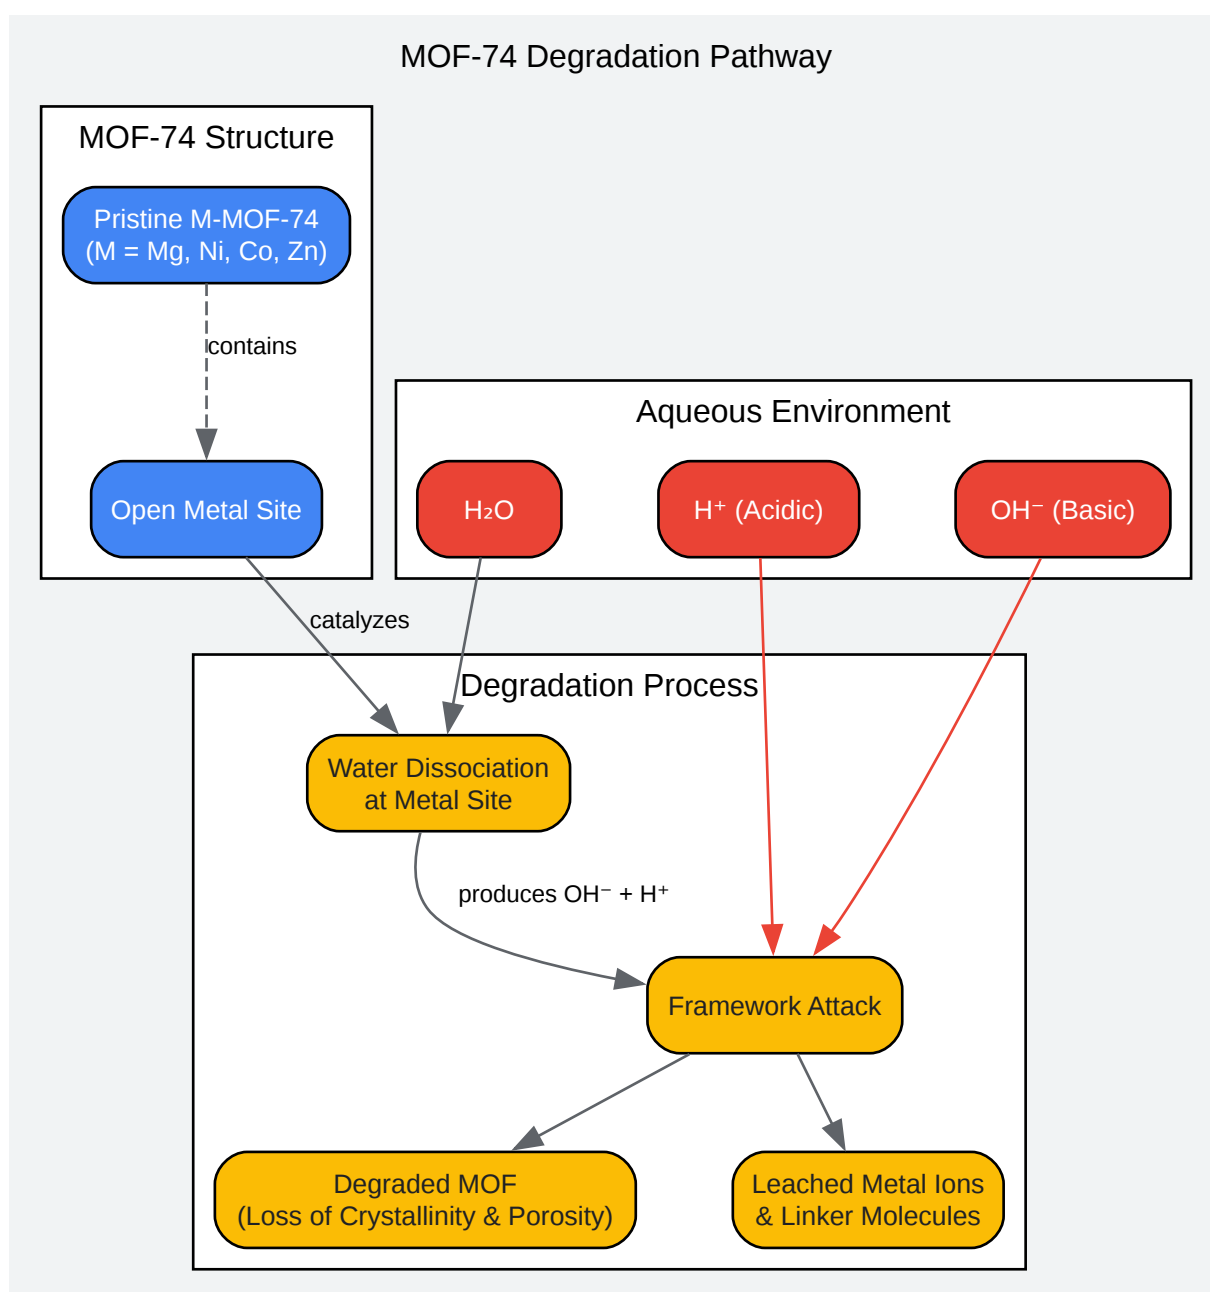 MOF-74 Degradation Pathway
MOF-74 Structure
Pristine M-MOF-74
(M = Mg, Ni, Co, Zn)
contains
Open Metal Site
Aqueous Environment
H₂O
H⁺ (Acidic)
OH⁻ (Basic)
catalyzes
Degradation Process
Water Dissociation
at Metal Site
produces OH⁻ + H⁺
Framework Attack
Degraded MOF
(Loss of Crystallinity & Porosity)
Leached Metal Ions
& Linker Molecules